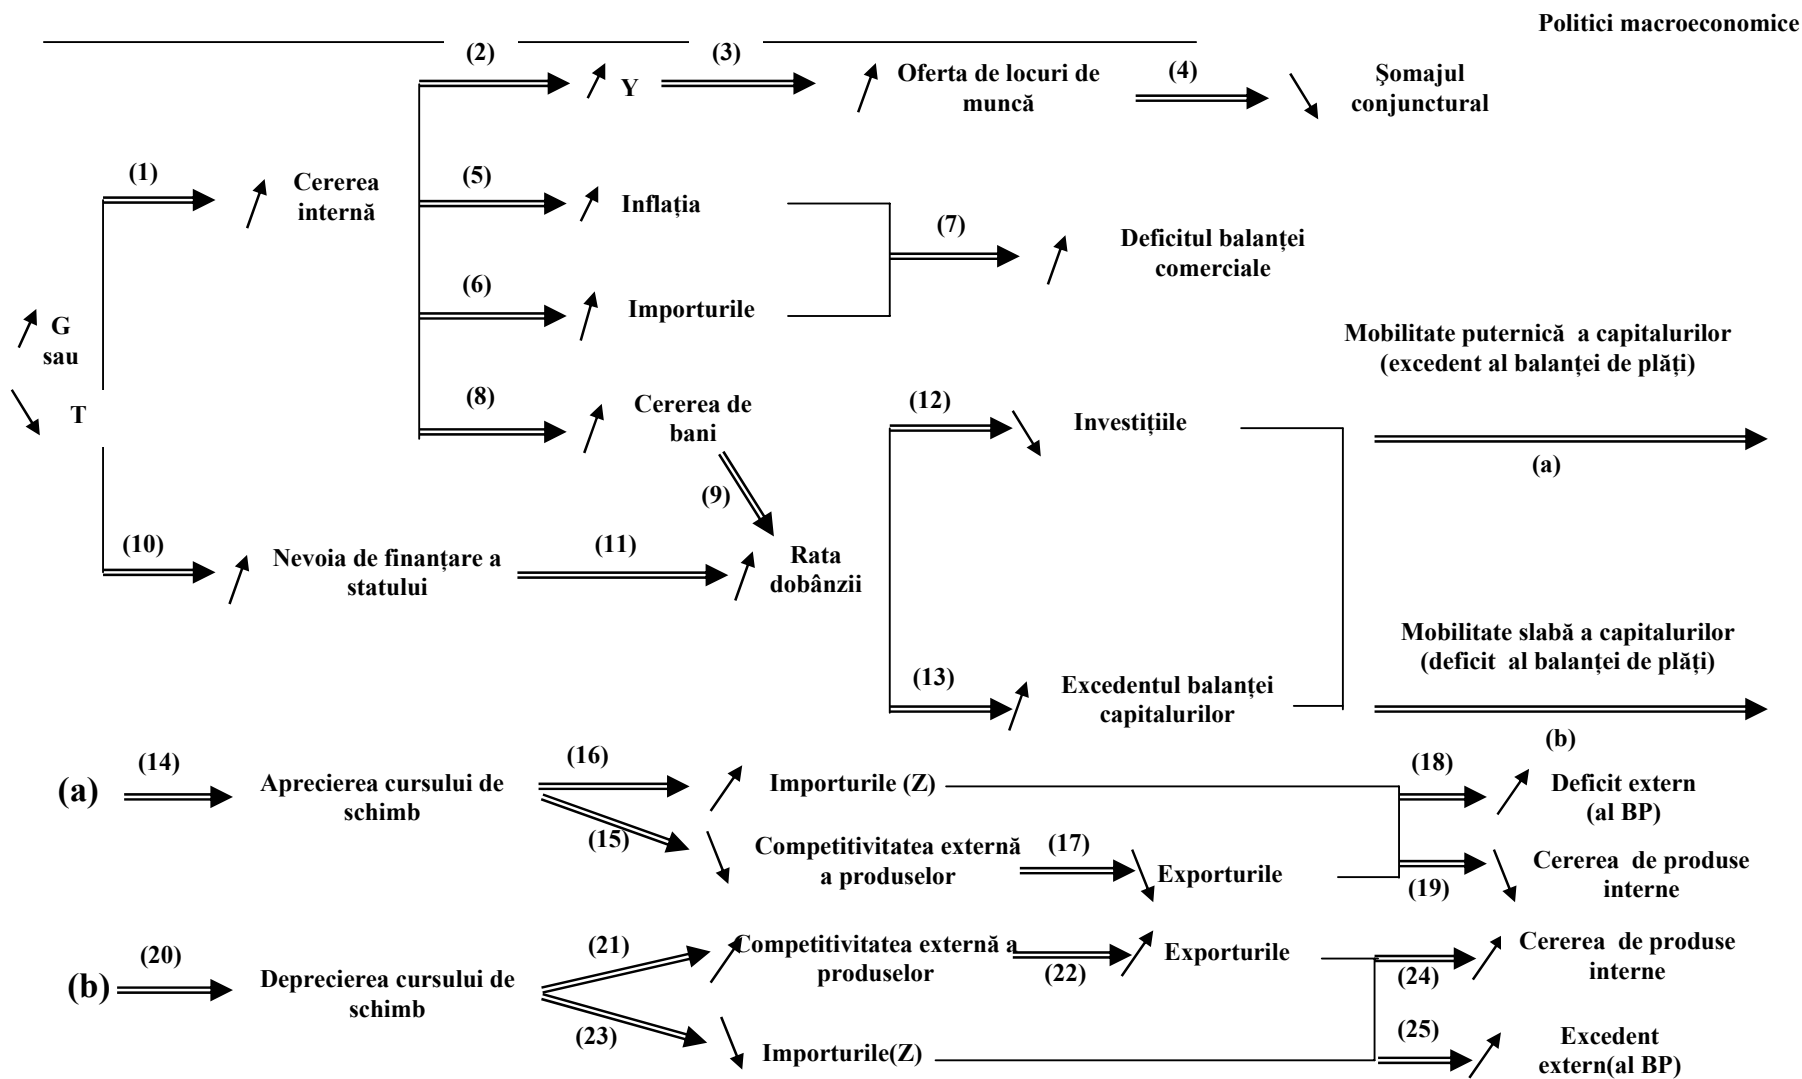 Politici macroeconomice
(2)
(3)
Y
Oferta de locuri de
muncă
(4)
Şomajul
conjunctural
(1)
Cererea
internă
(5)
Inflația
(7)
Deficitul balanței
comerciale
(6)
Importurile
G
sau
T
Mobilitate puternică a capitalurilor
(excedent al balanței de plăți)
(8)
Cererea de
bani
(12)
Investițiile
(a)
(9)
(10)
Nevoia de finanțare a
statului
(11)
Rata
dobânzii
Mobilitate slabă a capitalurilor
(deficit al balanței de plăți)
(13)
Excedentul balanței
capitalurilor
(b)
(a)
(14)
Aprecierea cursului de
schimb
(16)
Importurile (Z)
(18)
Deficit extern
(al BP)
(15)
Competitivitatea externă
a produselor
(17)
Exporturile
(19)
Cererea de produse
interne
(b)
(20)
Deprecierea cursului de
schimb
(21)
Competitivitatea externă a
produselor
(22)
Exporturile
(24)
Cererea de produse
interne
(23)
Importurile(Z)
(25)
Excedent
extern(al BP)